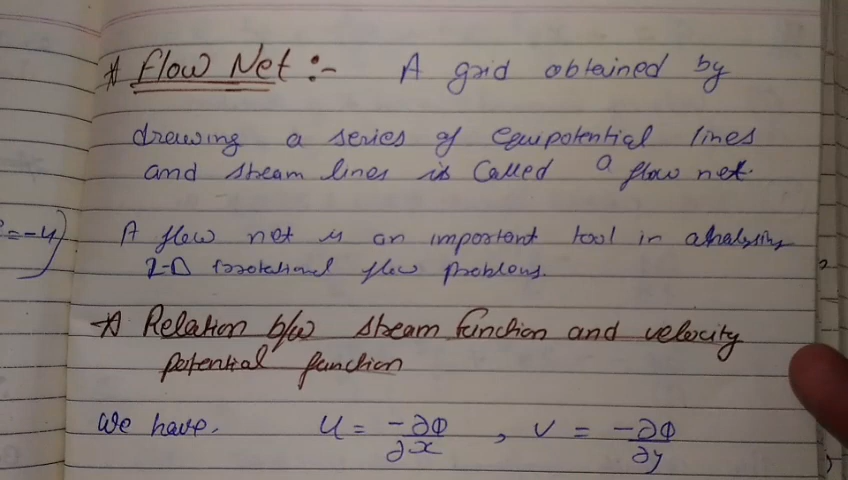 * Flow Net :- A grid obtained by
drawing a series of equipotential lines
and stream lines is called a flow net.
A flow net is an important tool in analysing
2-D irrotational flow problems.
* Relation b/w stream function and velocity
potential function
We have, u = -∂Φ/∂x , v = -∂Φ/∂y